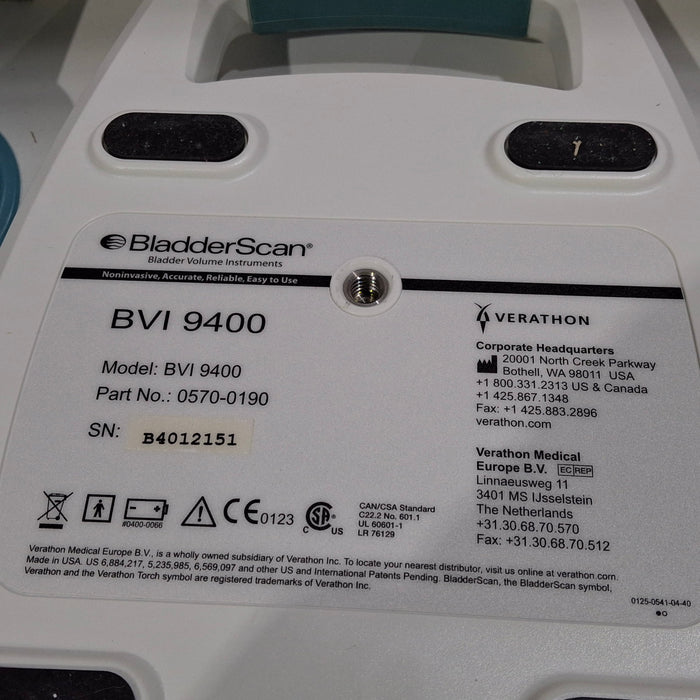 BladderScan®
Bladder Volume Instruments
Noninvasive, Accurate, Reliable, Easy to Use
BVI 9400
Model: BVI 9400
Part No.: 0570-0190
SN: B4012151
VERATHON
Corporate Headquarters
20001 North Creek Parkway
Bothell, WA 98011 USA
+1 800.331.2313 US & Canada
+1 425.867.1348
Fax: +1 425.883.2896
verathon.com
Verathon Medical
Europe B.V. EC REP
Linnaeusweg 11
3401 MS IJsselstein
The Netherlands
+31.30.68.70.570
Fax: +31.30.68.70.512
#0400-0066
CE 0123
C SA US
CAN/CSA Standard
C22.2 No. 601.1
UL 60601-1
LR 76129
Verathon Medical Europe B.V., is a wholly owned subsidiary of Verathon Inc. To locate your nearest distributor, visit us online at verathon.com.
Made in USA. US 6,884,217, 5,235,985, 6,569,097 and other US and International Patents Pending. BladderScan, the BladderScan symbol,
Verathon and the Verathon Torch symbol are registered trademarks of Verathon Inc.
0125-0541-04-40